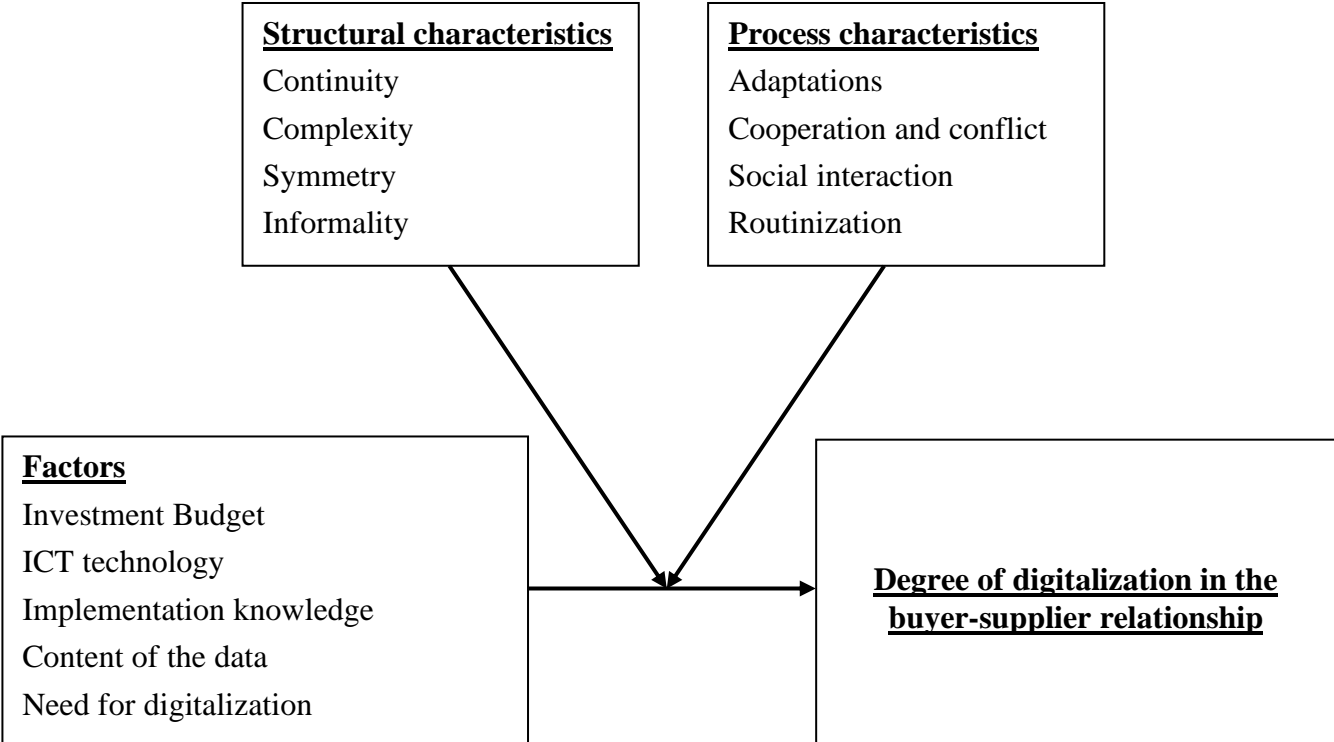 Structural characteristics
Continuity
Complexity
Symmetry
Informality
Process characteristics
Adaptations
Cooperation and conflict
Social interaction
Routinization
Factors
Investment Budget
ICT technology
Implementation knowledge
Content of the data
Need for digitalization
Degree of digitalization in the
buyer-supplier relationship